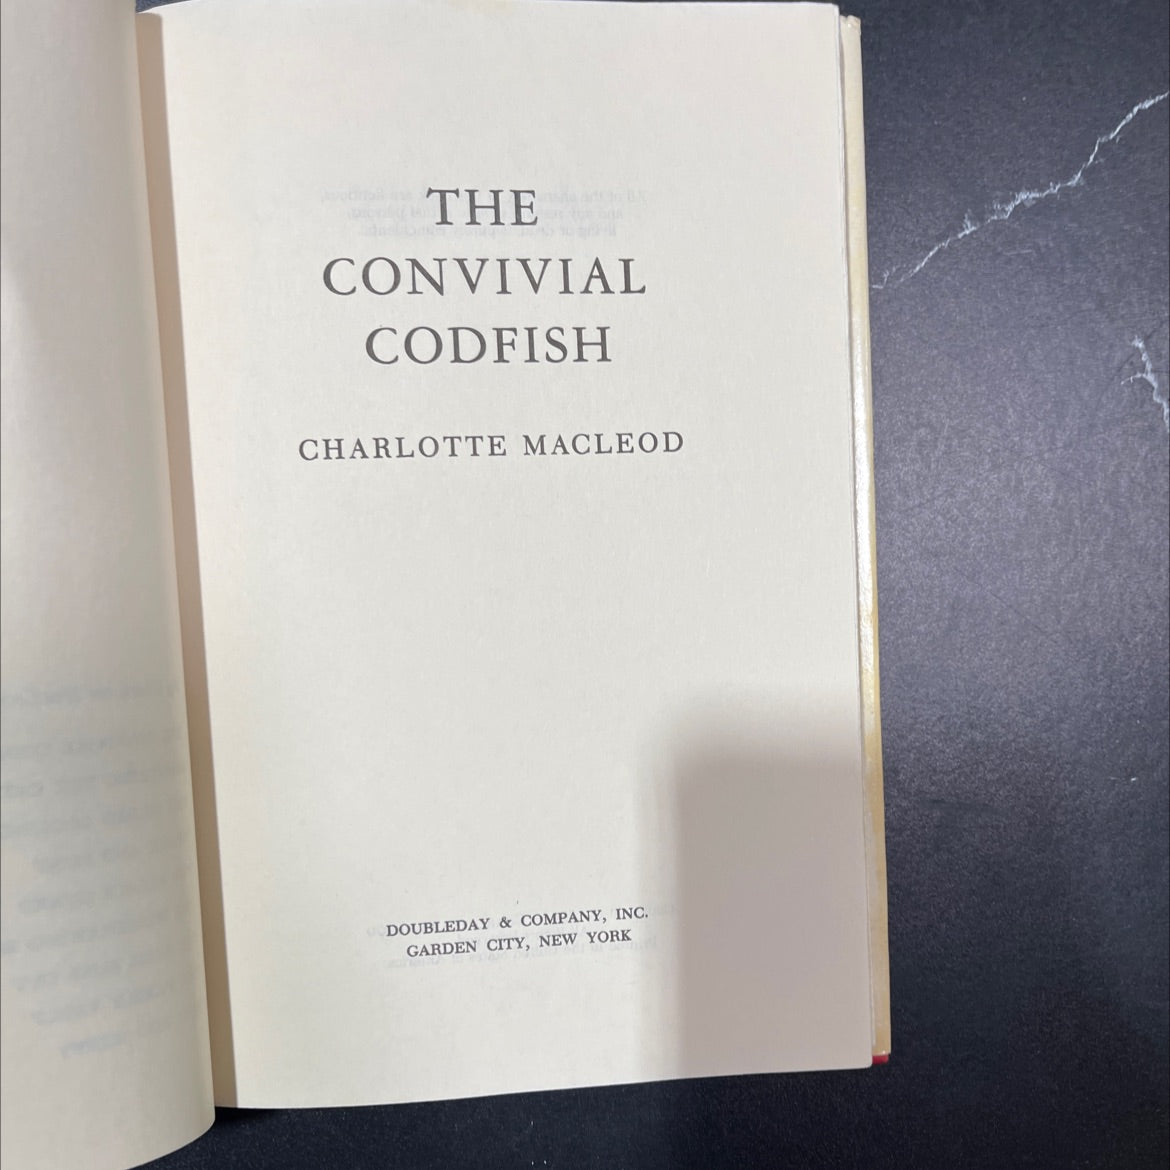 THE
CONVIVIAL
CODFISH
CHARLOTTE MACLEOD
DOUBLEDAY & COMPANY, INC.
GARDEN CITY, NEW YORK